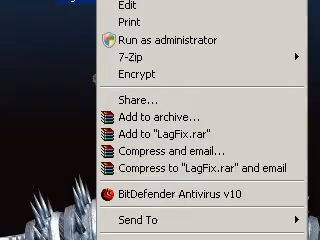 Edit
Print
Run as administrator
7-Zip
Encrypt
Share...
Add to archive...
Add to "LagFix.rar"
Compress and email...
Compress to "LagFix.rar" and email
BitDefender Antivirus v10
Send To